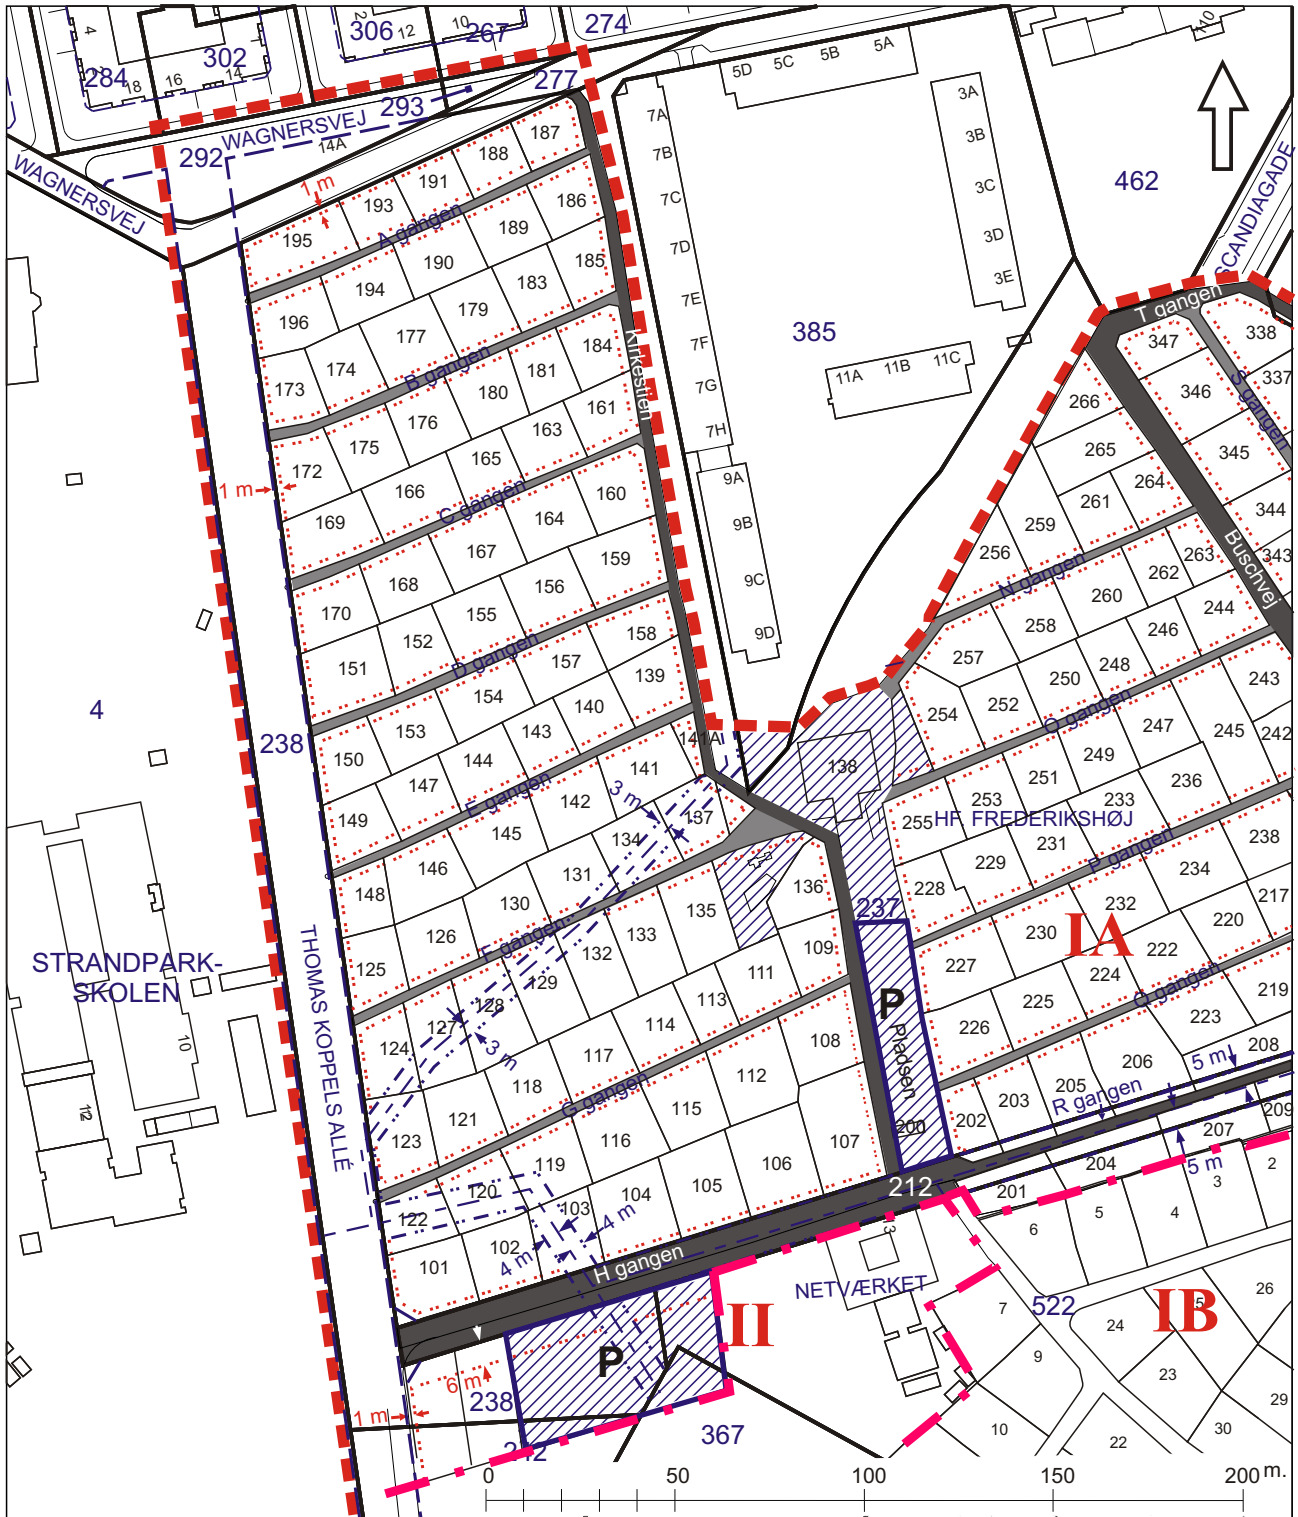 306
267
274
302
284
4
2
12
10
18
16
14
277
293
292
WAGNERSVEJ
14A
WAGNERSVEJ
5D
5C
5B
5A
110
3A
3B
3C
3D
3E
462
SCANDIAGADE
7A
7B
7C
7D
7E
7F
7G
7H
9A
9B
9C
9D
11A
11B
11C
385
187
188
191
193
195
1 m
A gangen
186
189
190
194
196
185
183
179
177
174
173
B gangen
184
181
180
176
175
172
1 m
Kirkestien
161
163
165
166
169
C gangen
160
164
167
168
170
159
156
155
152
151
D gangen
158
157
154
153
150
139
140
143
144
147
149
E gangen
141A
141
142
145
146
148
3 m
137
134
131
130
126
125
F gangen
138
136
135
133
132
129
128
127
124
3 m
109
111
113
114
117
118
121
123
G gangen
108
112
115
116
119
120
122
107
106
105
104
103
102
101
4 m
4 m
H gangen
T gangen
347
338
337
S gangen
346
345
344
343
266
265
264
261
259
256
Buschvej
N gangen
263
262
260
258
257
244
246
248
250
252
254
O gangen
243
242
245
247
249
251
253
255
HF. FREDERIKSHØJ
236
233
231
229
228
P gangen
238
234
232
230
227
217
220
222
224
225
226
IA
Q gangen
219
223
208
206
205
203
202
5 m
R gangen
209
207
204
201
5 m
237
P
Pladsen
200
212
4
238
STRANDPARK-
SKOLEN
THOMAS KOPPELS ALLÉ
10
12
13
NETVÆRKET
II
IB
522
2
3
4
5
6
7
9
10
24
26
23
29
30
22
P
6 m
1 m
238
367
0
50
100
150
200 m.